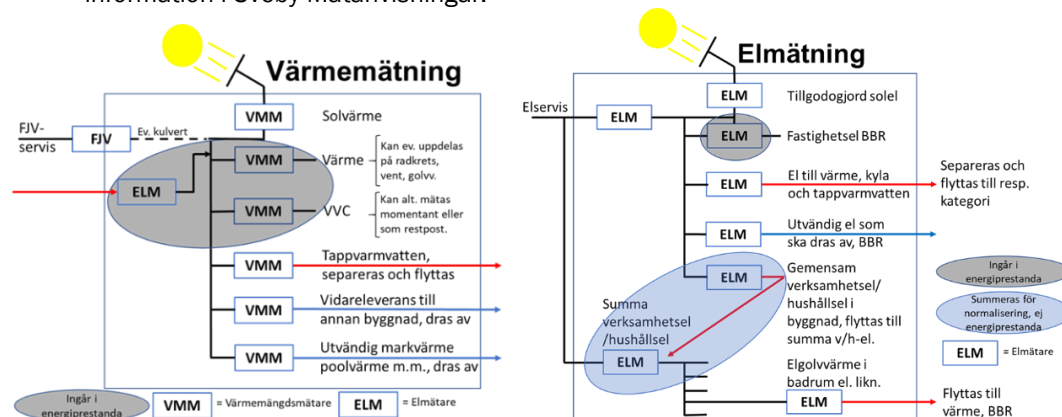 information i Sveby Mätanvisningar.
Värmemätning
VMM
Solvärme
FJV-
servis
FJV
Ev. kulvert
VMM
Värme
Kan ev. uppdelas
på radkrets,
vent, golvv.
ELM
VMM
VVC
Kan alt. mätas
momentant eller
som restpost.
VMM
Tappvarmvatten,
separeras och flyttas
VMM
Vidareleverans till
annan byggnad, dras av
VMM
Utvändig markvärme
poolvärme m.m., dras av
Ingår i
energiprestanda
VMM
= Värmemängdsmätare
ELM
= Elmätare
Elmätning
Elservis
ELM
ELM
Tillgodogjord solel
ELM
Fastighetsel BBR
ELM
El till värme, kyla
och tappvarmvatten
Separeras och
flyttas till resp.
kategori
ELM
Utvändig el som
ska dras av, BBR
ELM
Gemensam
verksamhetsel/
hushållsel i
byggnad, flyttas till
summa v/h-el.
Summa
verksamhetsel
/hushållsel
ELM
Elgolvvärme i
badrum el. likn.
ELM
Flyttas till
värme, BBR
Ingår i
energiprestanda
Summeras för
normalisering, ej
energiprestanda
ELM
= Elmätare